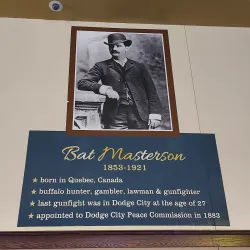 Bat Masterson
1853-1921
★ born in Quebec, Canada
★ buffalo hunter, gambler, lawman & gunfighter
★ last gunfight was in Dodge City at the age of 27
★ appointed to Dodge City Peace Commission in 1883